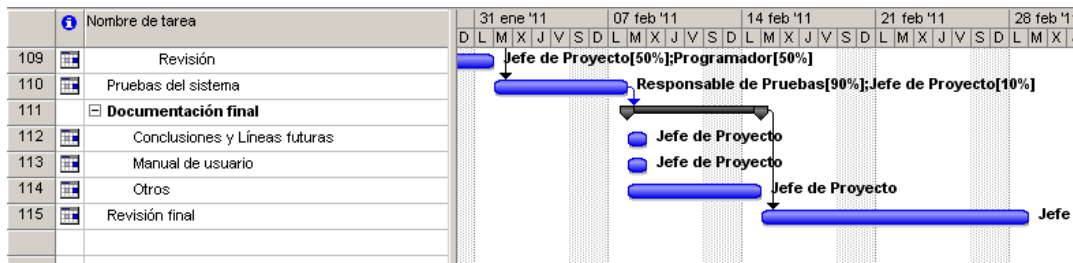 Nombre de tarea 31 ene '11 07 feb '11 14 feb '11 21 feb '11 28 feb '1
D L M X J V S D L M X J V S D L M X J V S D L M X J V S D L M X
109 Revisión Jefe de Proyecto[50%];Programador[50%]
110 Pruebas del sistema Responsable de Pruebas[90%];Jefe de Proyecto[10%]
111 Documentación final
112 Conclusiones y Líneas futuras Jefe de Proyecto
113 Manual de usuario Jefe de Proyecto
114 Otros Jefe de Proyecto
115 Revisión final Jefe